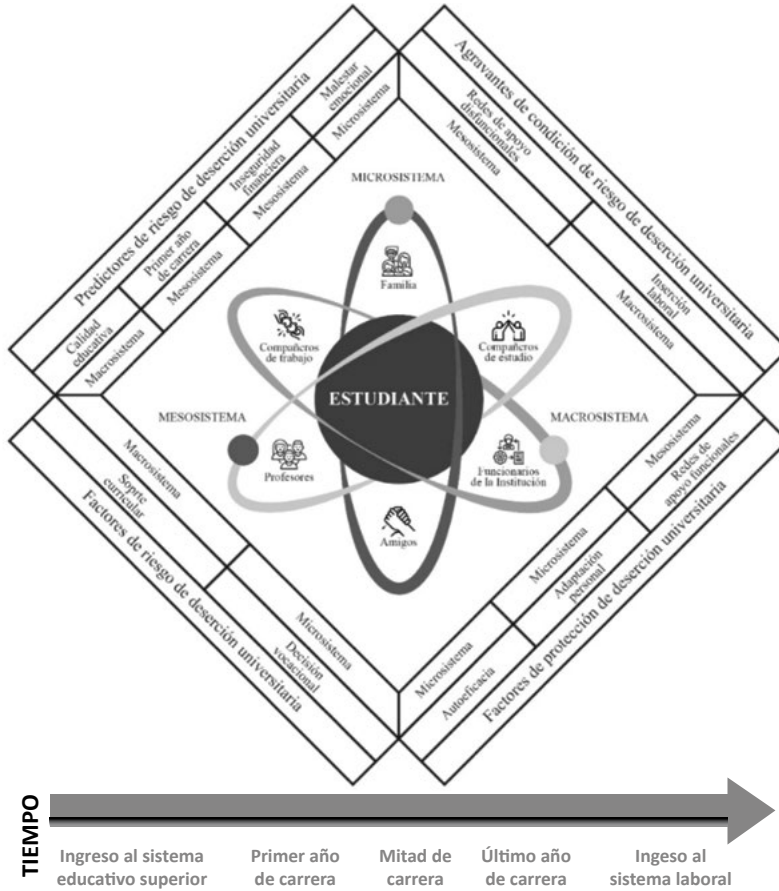 Predictores de riesgo de deserción universitaria
Calidad
educativa
Primer año
de carrera
Inseguridad
financiera
Malestar
emocional
Macrosistema
Mesosistema
Mesosistema
Microsistema
Agravantes de condición de riesgo de deserción universitaria
Redes de apoyo
disfuncionales
Inserción
laboral
Mesosistema
Macrosistema
MICROSISTEMA
Familia
Compañeros
de trabajo
Compañeros
de estudio
ESTUDIANTE
MESOSISTEMA
MACROSISTEMA
Profesores
Funcionarios
de la Institución
Amigos
Macrosistema
Microsistema
Soprte
curricular
Decisión
vocacional
Factores de riesgo de deserción universitaria
Microsistema
Microsistema
Mesosistema
Autoeficacia
Adaptación
personal
Redes de
apoyo funcionales
Factores de protección de deserción universitaria
TIEMPO
Ingreso al sistema
educativo superior
Primer año
de carrera
Mitad de
carrera
Último año
de carrera
Ingeso al
sistema laboral